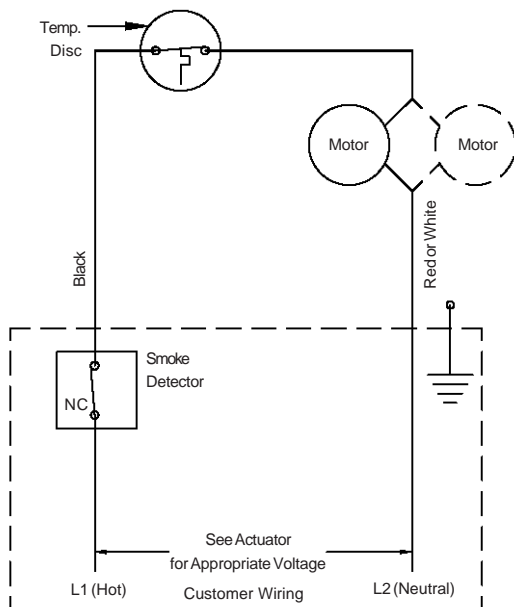 Temp.
Disc
Motor
Motor
Black
Red or White
Smoke
Detector
NC
See Actuator
for Appropriate Voltage
L1 (Hot)
Customer Wiring
L2 (Neutral)